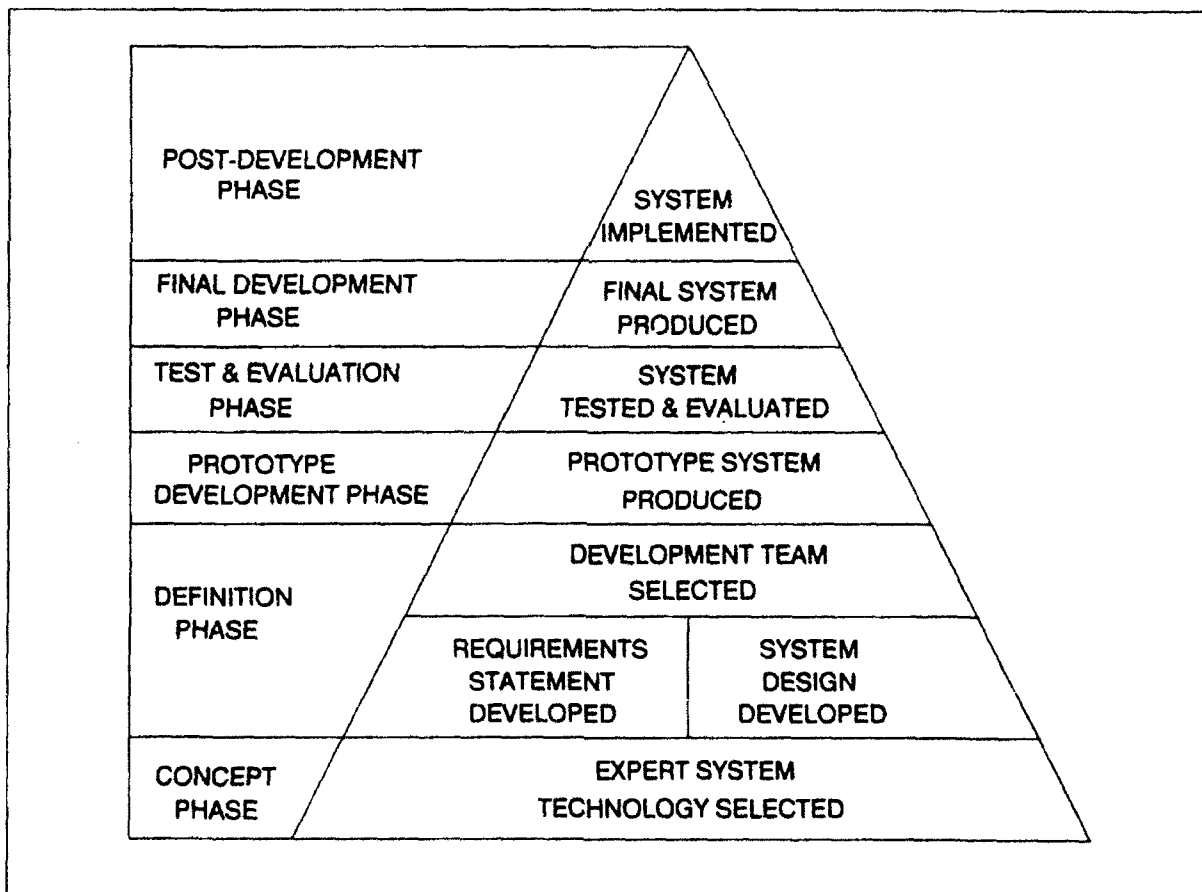 POST-DEVELOPMENT
PHASE
SYSTEM
IMPLEMENTED
FINAL DEVELOPMENT
PHASE
FINAL SYSTEM
PRODUCED
TEST & EVALUATION
PHASE
SYSTEM
TESTED & EVALUATED
PROTOTYPE
DEVELOPMENT PHASE
PROTOTYPE SYSTEM
PRODUCED
DEFINITION
PHASE
DEVELOPMENT TEAM
SELECTED
REQUIREMENTS
STATEMENT
DEVELOPED
SYSTEM
DESIGN
DEVELOPED
CONCEPT
PHASE
EXPERT SYSTEM
TECHNOLOGY SELECTED